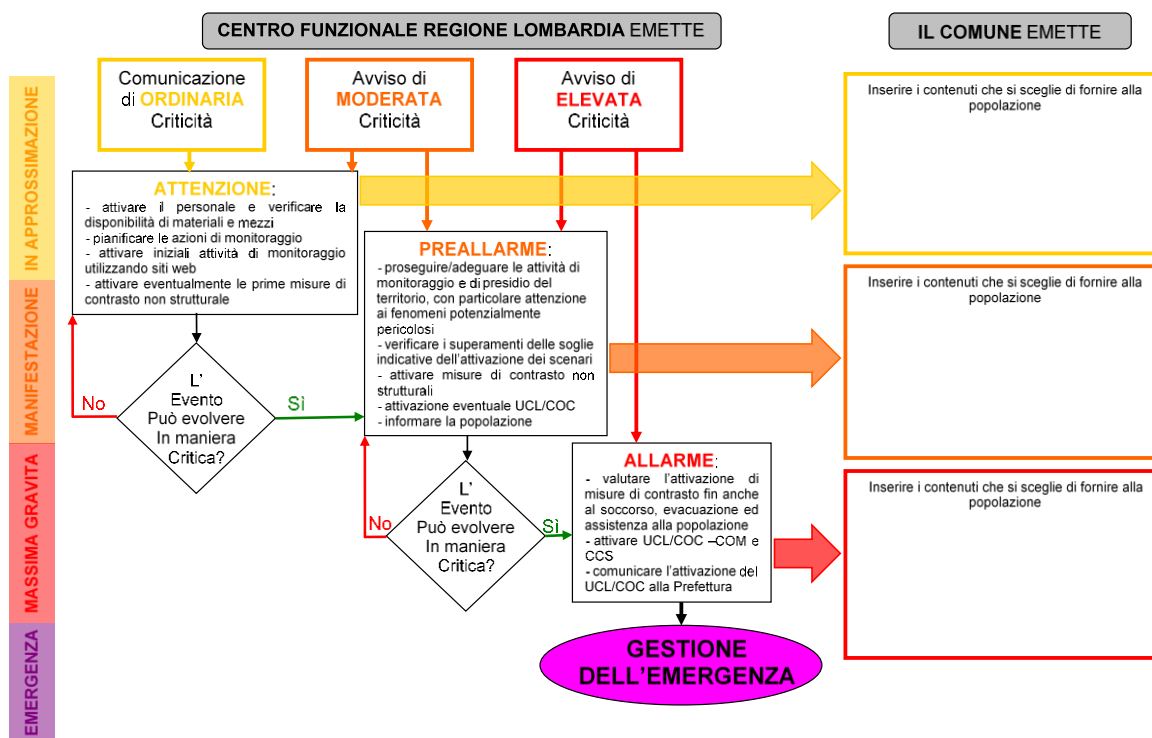 CENTRO FUNZIONALE REGIONE LOMBARDIA EMETTE
IL COMUNE EMETTE
Comunicazione
di ORDINARIA
Criticità
Avviso di
MODERATA
Criticità
Avviso di
ELEVATA
Criticità
IN APPROSSIMAZIONE
MANIFESTAZIONE
MASSIMA GRAVITA
EMERGENZA
ATTENZIONE:
- attivare il personale e verificare la
disponibilità di materiali e mezzi
- pianificare le azioni di monitoraggio
- attivare iniziali attività di monitoraggio
utilizzando siti web
- attivare eventualmente le prime misure di
contrasto non strutturale
L'
Evento
Può evolvere
In maniera
Critica?
No
Sì
PREALLARME:
- proseguire/adeguare le attività di
monitoraggio e di presidio del
territorio, con particolare attenzione
ai fenomeni potenzialmente
pericolosi
- verificare i superamenti delle soglie
indicative dell'attivazione dei scenari
- attivare misure di contrasto non
strutturali
- attivazione eventuale UCL/COC
- informare la popolazione
L'
Evento
Può evolvere
In maniera
Critica?
No
Sì
ALLARME:
- valutare l'attivazione di
misure di contrasto fin anche
al soccorso, evacuazione ed
assistenza alla popolazione
- attivare UCL/COC –COM e
CCS
- comunicare l'attivazione del
UCL/COC alla Prefettura
GESTIONE
DELL'EMERGENZA
Inserire i contenuti che si sceglie di fornire alla
popolazione
Inserire i contenuti che si sceglie di fornire alla
popolazione
Inserire i contenuti che si sceglie di fornire alla
popolazione